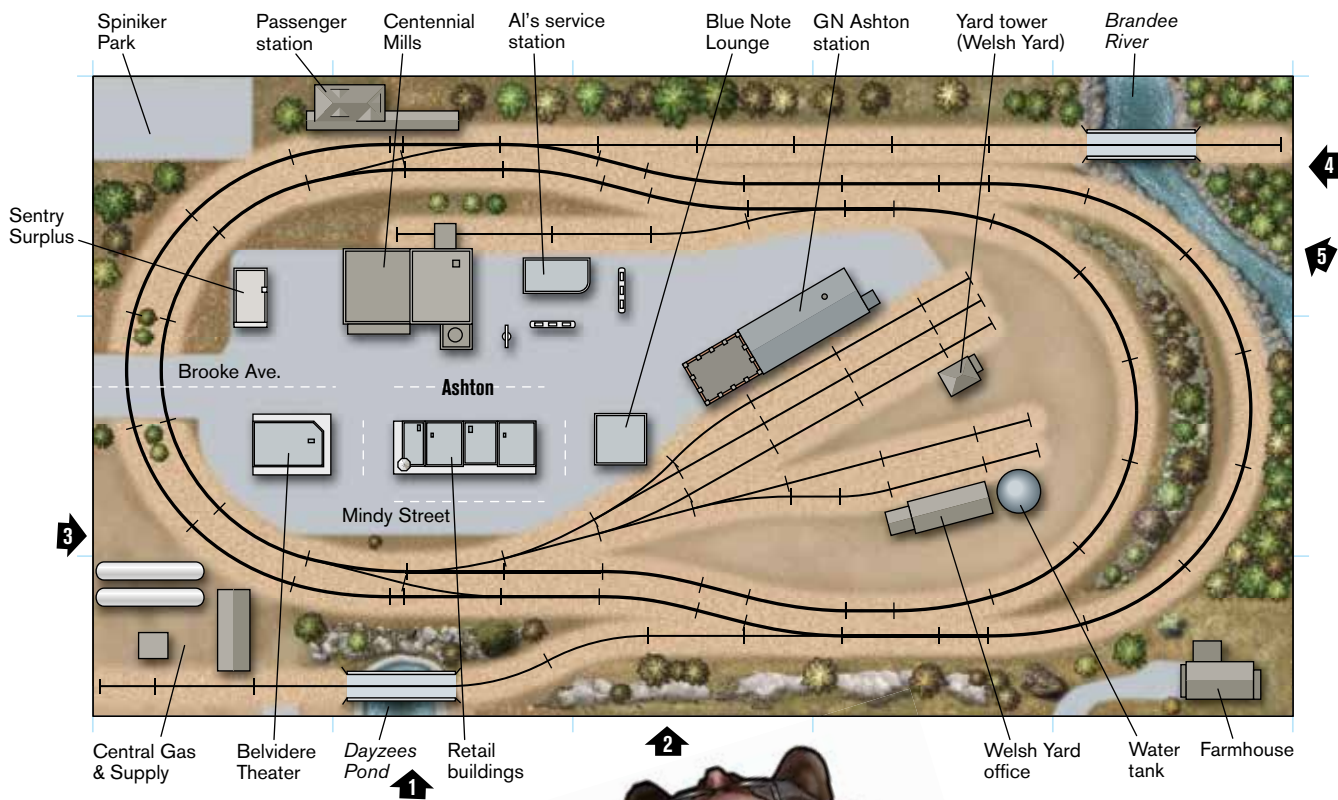 Spiniker
Park
Passenger
station
Centennial
Mills
Al's service
station
Blue Note
Lounge
GN Ashton
station
Yard tower
(Welsh Yard)
Brandee
River
4
Sentry
Surplus
5
Brooke Ave.
Ashton
Mindy Street
3
Central Gas
& Supply
Belvidere
Theater
Dayzees
Pond
1
Retail
buildings
2
Welsh Yard
office
Water
tank
Farmhouse